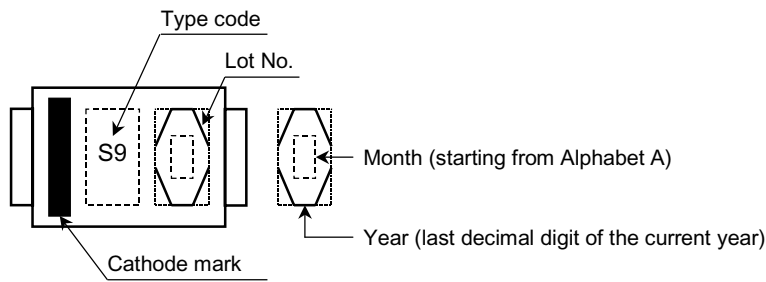 Type code
Lot No.
S9
Month (starting from Alphabet A)
Year (last decimal digit of the current year)
Cathode mark